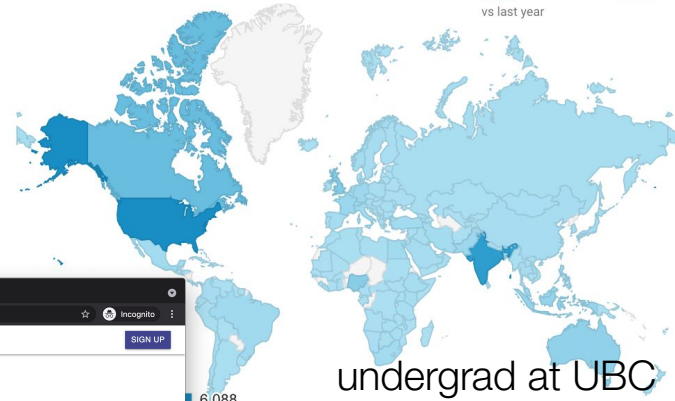 vs last year
Incognito
SIGN UP
6,088
undergrad at UBC